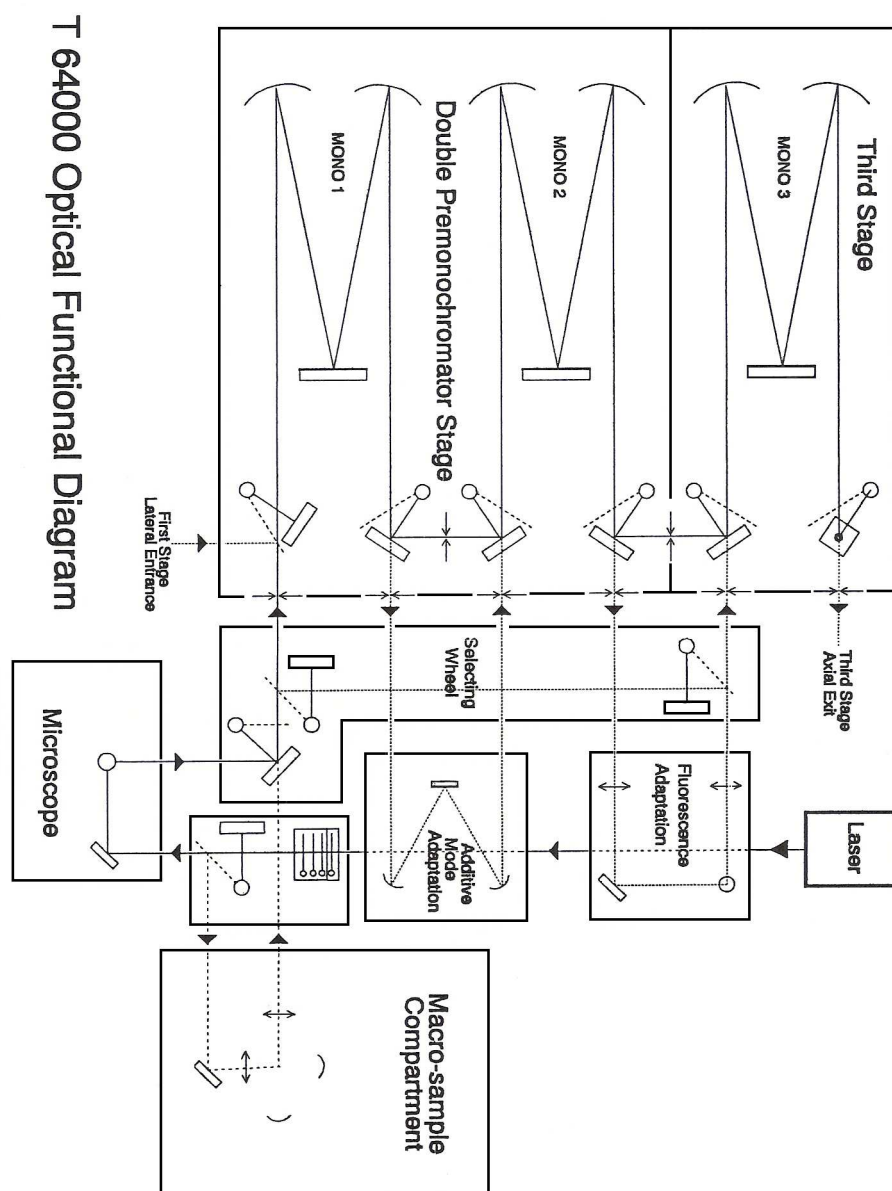 T 64000 Optical Functional Diagram
Double Premonochromator Stage
Third Stage
MONO 1
MONO 2
MONO 3
First Stage
Lateral Entrance
Third Stage
Axial Exit
Selecting
Wheel
Microscope
Additive
Mode
Adaptation
Fluorescence
Adaptation
Laser
Macro-sample
Compartment